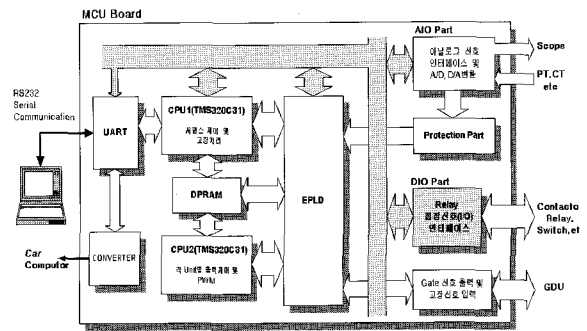 MCU Board
AIO Part
아날로그 신호
인터페이스 및
A/D, D/A변환
Scope
PT,CT
etc
RS232
Serial
Communication
UART
CPU1(TMS320C31)
시퀀스 제어 및
고장처리
Protection Part
DPRAM
EPLD
DIO Part
Relay
접점신호(I/O)
인터페이스
Contacto
Relay,
Switch,et
Car
Computor
CONVERTER
CPU2(TMS320C31)
각 Unit별 출력제어 및
PWM
Gate 신호 출력 및
고장신호 입력
GDU